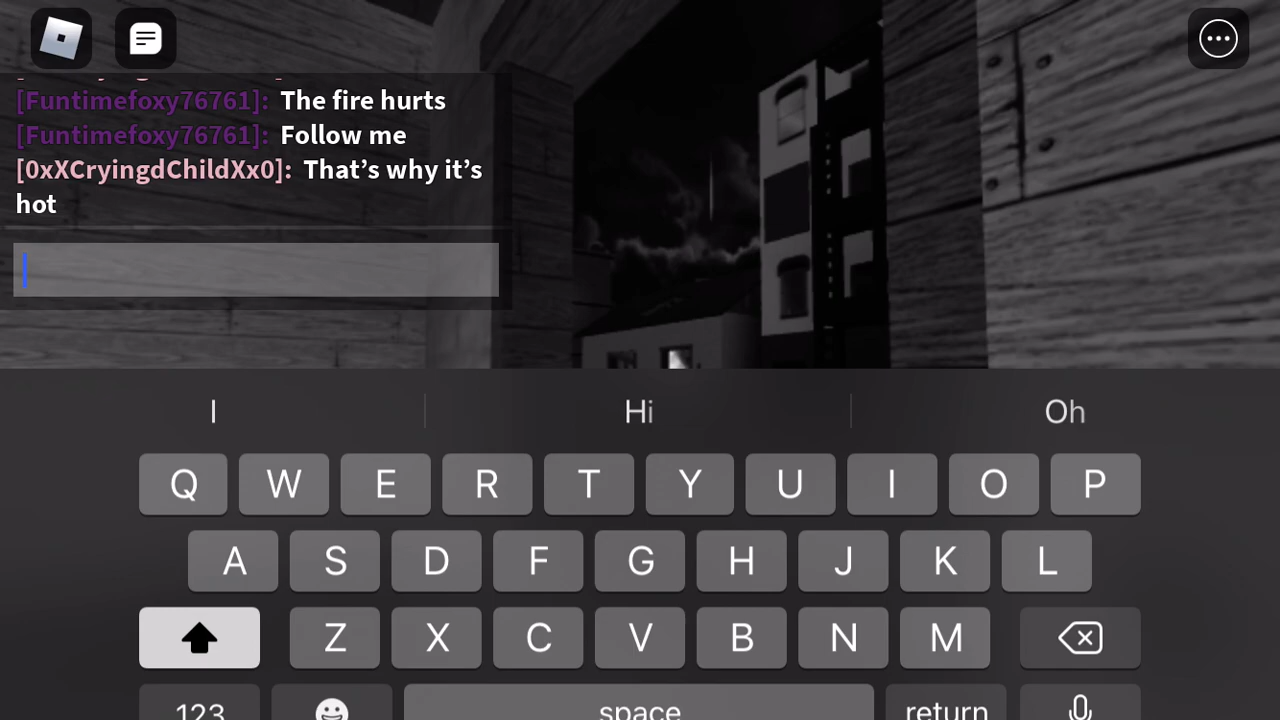 [Funtimefoxy76761]: The fire hurts
[Funtimefoxy76761]: Follow me
[0xXCryingdChildXx0]: That’s why it’s
hot
I Hi Oh
Q W E R T Y U I O P
A S D F G H J K L
Z X C V B N M
123 space return